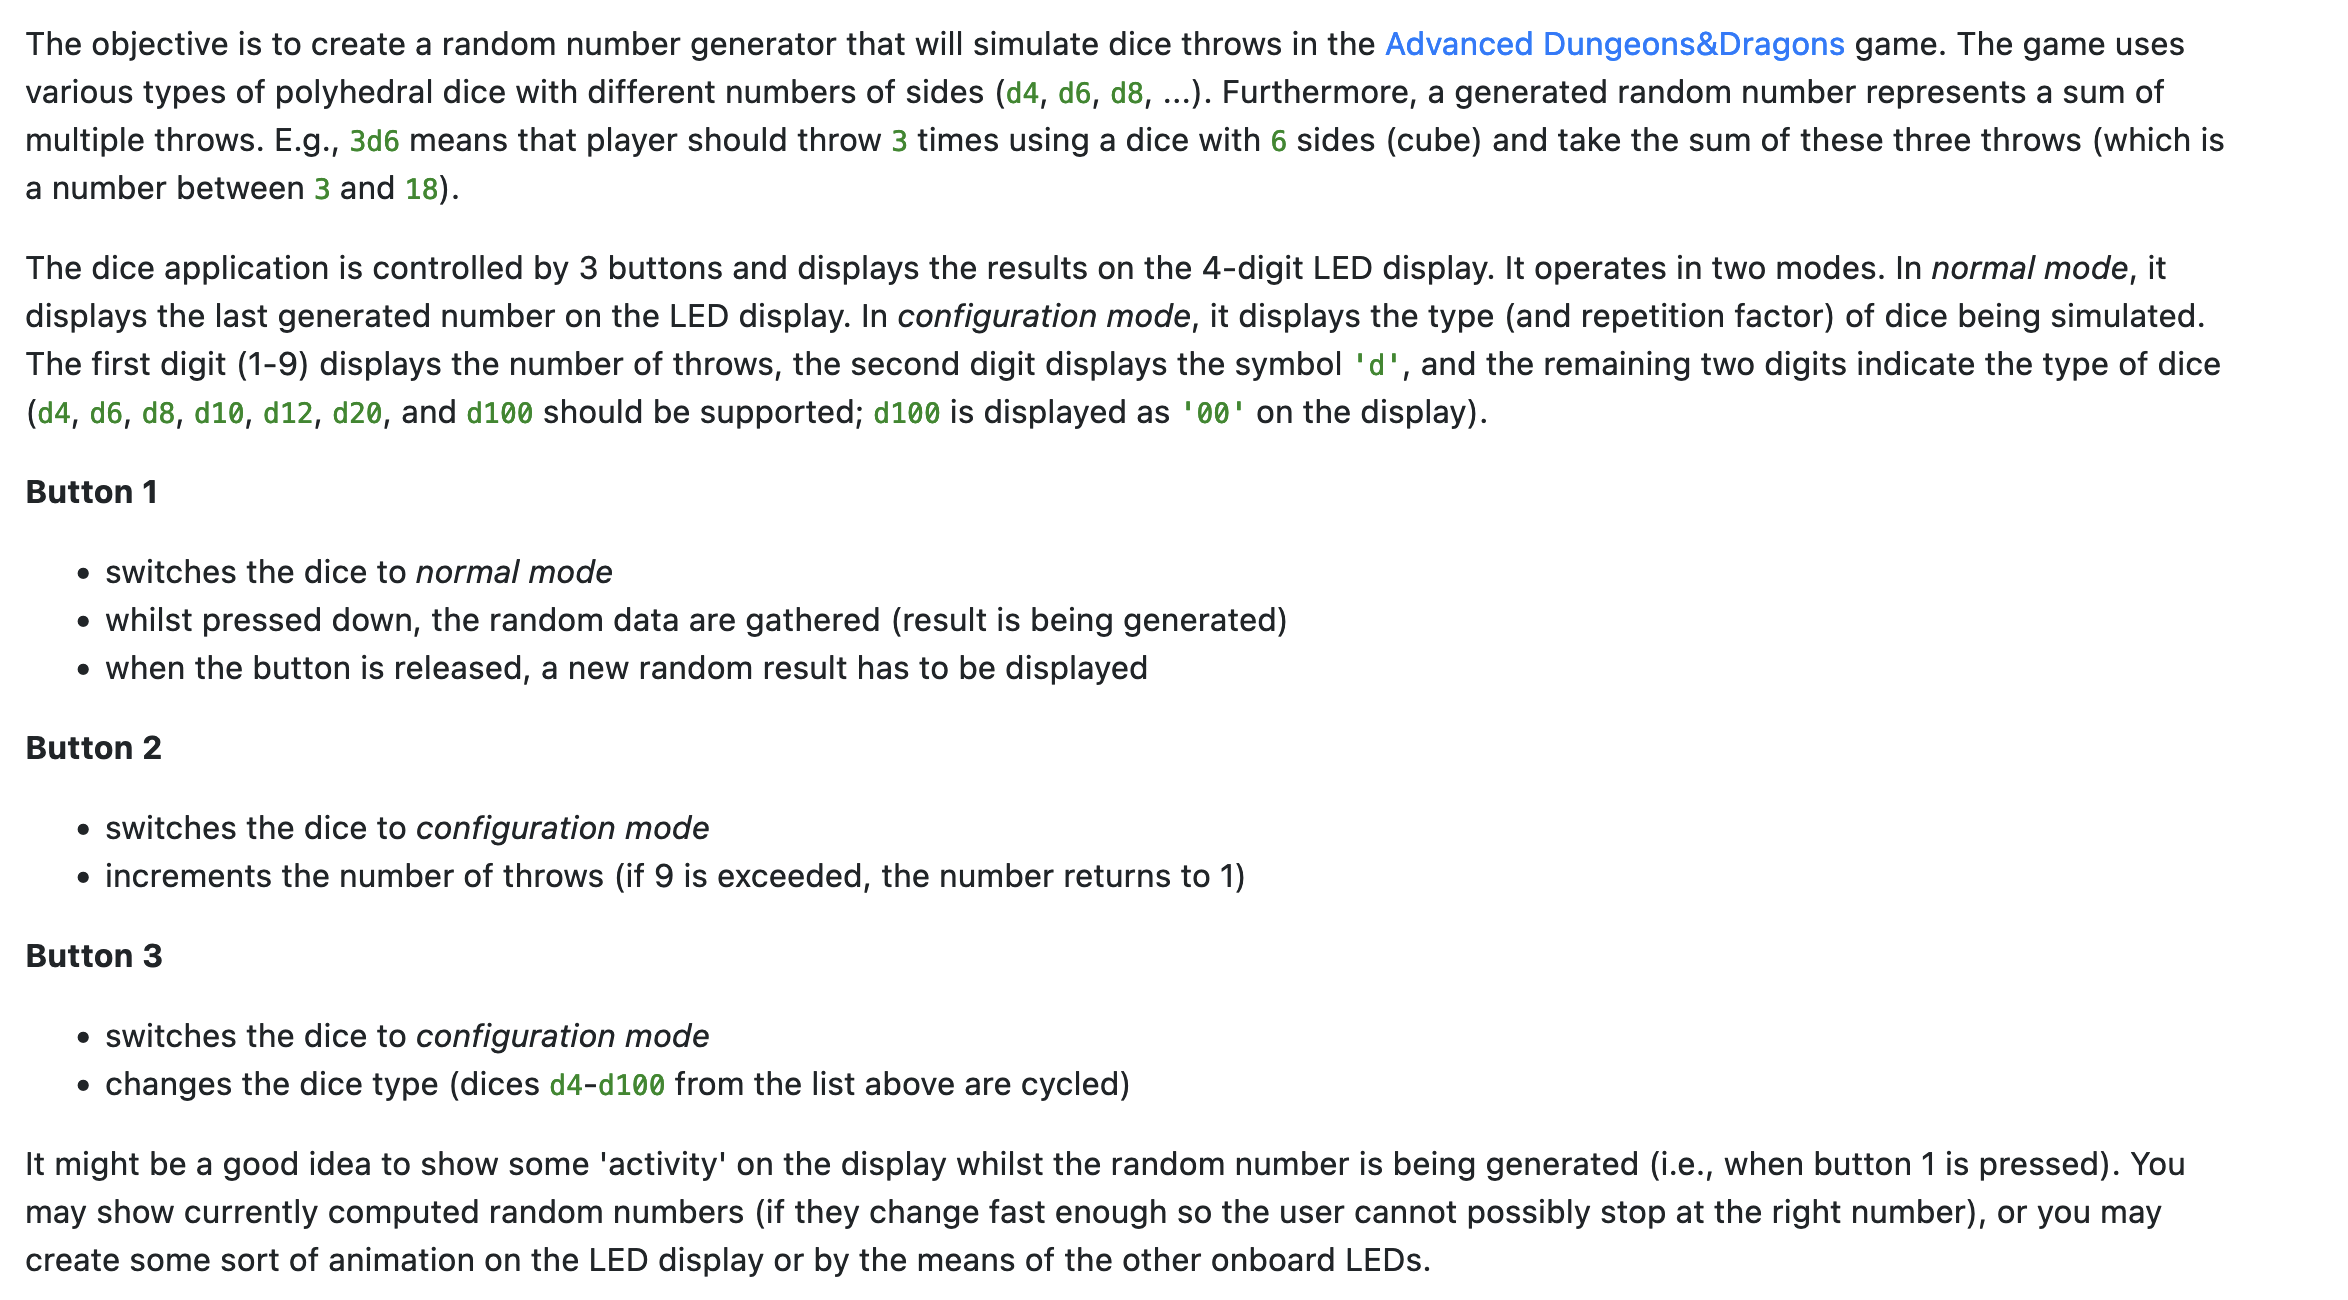 The objective is to create a random number generator that will simulate dice throws in the Advanced Dungeons&Dragons game. The game uses
various types of polyhedral dice with different numbers of sides (d4, d6, d8, ...). Furthermore, a generated random number represents a sum of
multiple throws. E.g., 3d6 means that player should throw 3 times using a dice with 6 sides (cube) and take the sum of these three throws (which is
a number between 3 and 18).
The dice application is controlled by 3 buttons and displays the results on the 4-digit LED display. It operates in two modes. In normal mode, it
displays the last generated number on the LED display. In configuration mode, it displays the type (and repetition factor) of dice being simulated.
The first digit (1-9) displays the number of throws, the second digit displays the symbol 'd', and the remaining two digits indicate the type of dice
(d4, d6, d8, d10, d12, d20, and d100 should be supported; d100 is displayed as '00' on the display).
Button 1
• switches the dice to normal mode
• whilst pressed down, the random data are gathered (result is being generated)
• when the button is released, a new random result has to be displayed
Button 2
• switches the dice to configuration mode
• increments the number of throws (if 9 is exceeded, the number returns to 1)
Button 3
• switches the dice to configuration mode
• changes the dice type (dices d4-d100 from the list above are cycled)
It might be a good idea to show some 'activity' on the display whilst the random number is being generated (i.e., when button 1 is pressed). You
may show currently computed random numbers (if they change fast enough so the user cannot possibly stop at the right number), or you may
create some sort of animation on the LED display or by the means of the other onboard LEDs.